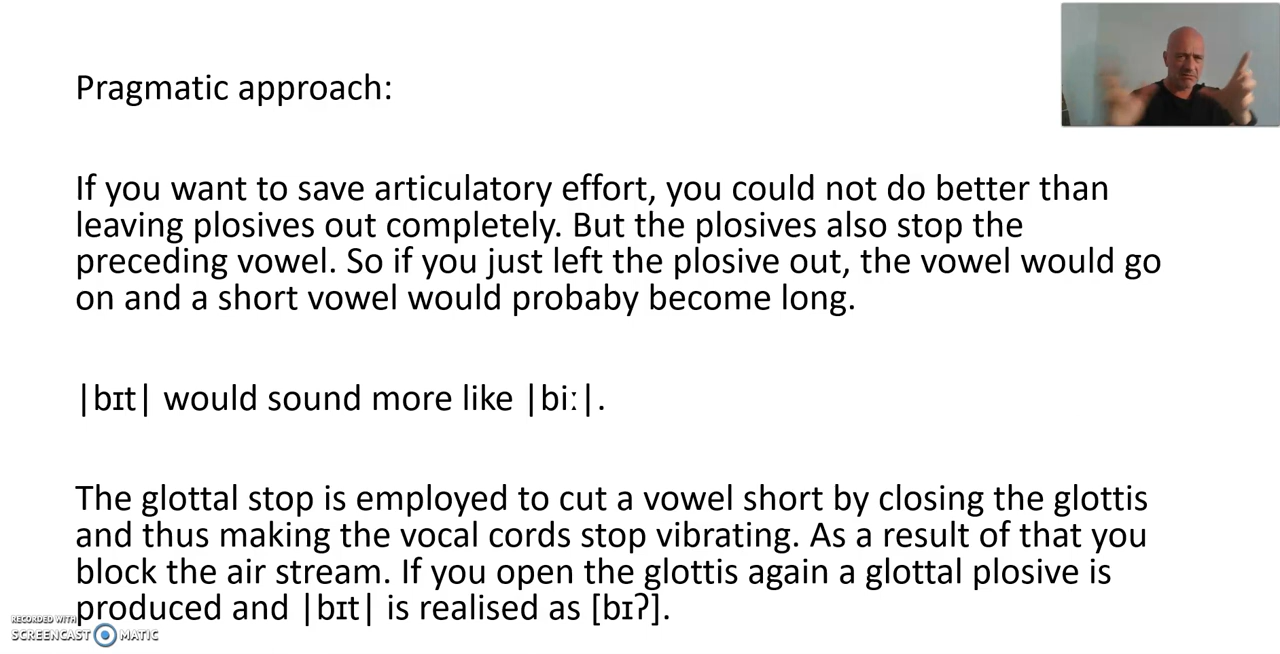 Pragmatic approach:
If you want to save articulatory effort, you could not do better than
leaving plosives out completely. But the plosives also stop the
preceding vowel. So if you just left the plosive out, the vowel would go
on and a short vowel would probaby become long.
|bɪt| would sound more like |biː|.
The glottal stop is employed to cut a vowel short by closing the glottis
and thus making the vocal cords stop vibrating. As a result of that you
block the air stream. If you open the glottis again a glottal plosive is
produced and |bɪt| is realised as [bɪʔ].
RECORDED WITH
SCREENCAST MATIC